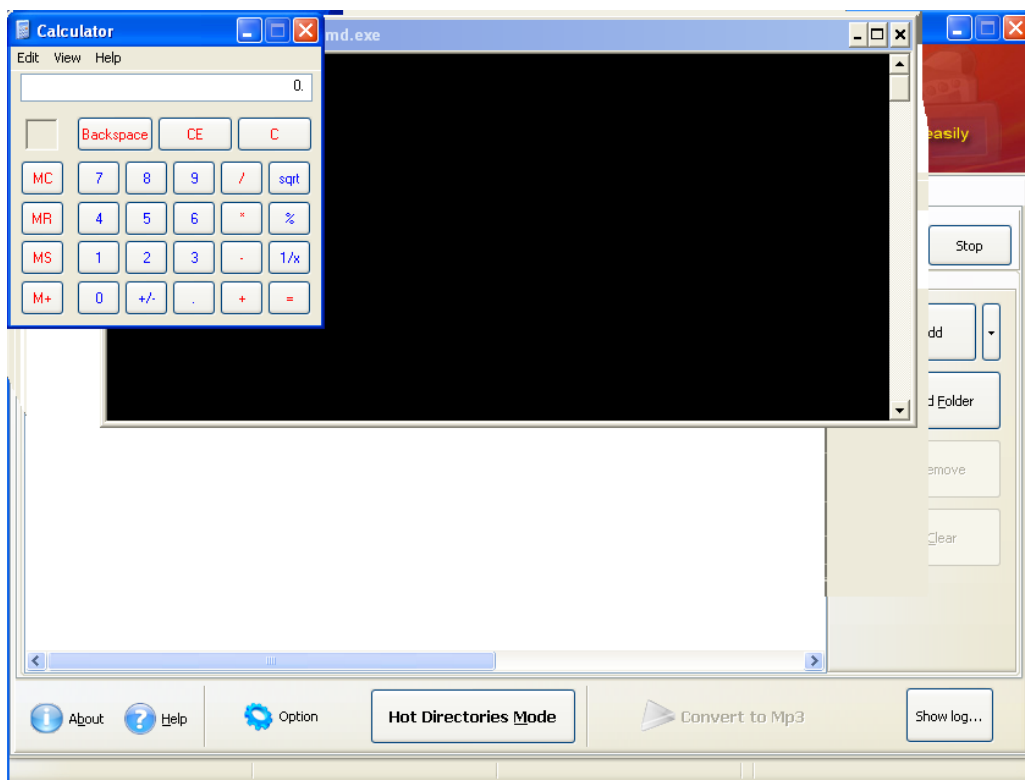 Calculator
md.exe
Edit View Help
0.
Backspace CE C
MC 7 8 9 / sqrt
MR 4 5 6 * %
MS 1 2 3 - 1/x
M+ 0 +/- . + =
easily
Stop
dd
d Folder
emove
Clear
About Help Option Hot Directories Mode Convert to Mp3 Show log...